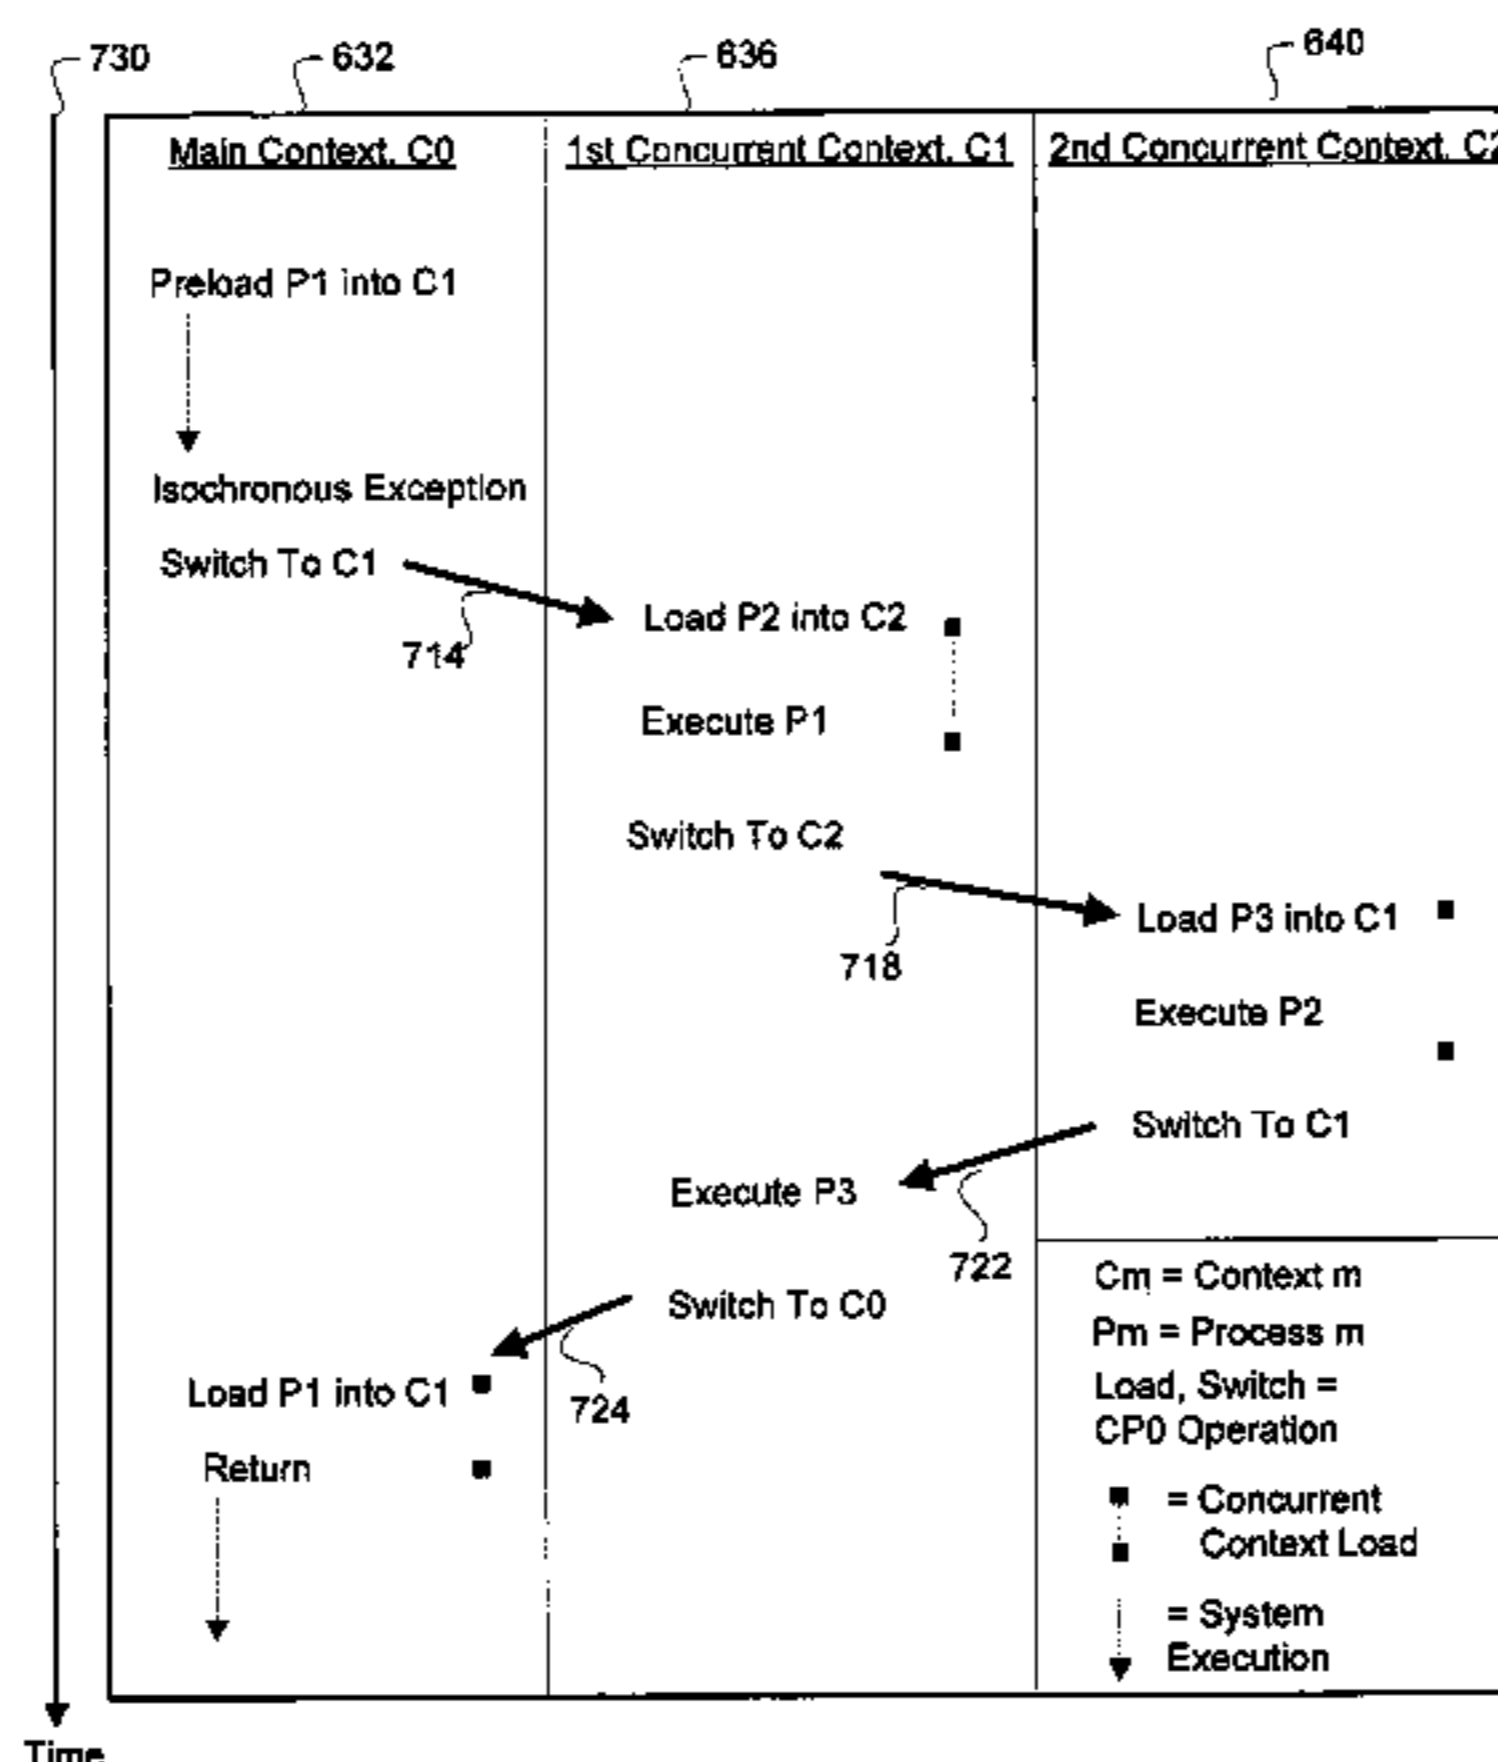 730
632
636
640
Main Context, C0
1st Concurrent Context, C1
2nd Concurrent Context, C2
Preload P1 into C1
Isochronous Exception
Switch To C1
714
Load P2 into C2
Execute P1
Switch To C2
718
Load P3 into C1
Execute P2
Switch To C1
722
Execute P3
Switch To C0
724
Load P1 into C1
Return
Cm = Context m
Pm = Process m
Load, Switch =
CP0 Operation
= Concurrent
Context Load
= System
Execution
Time